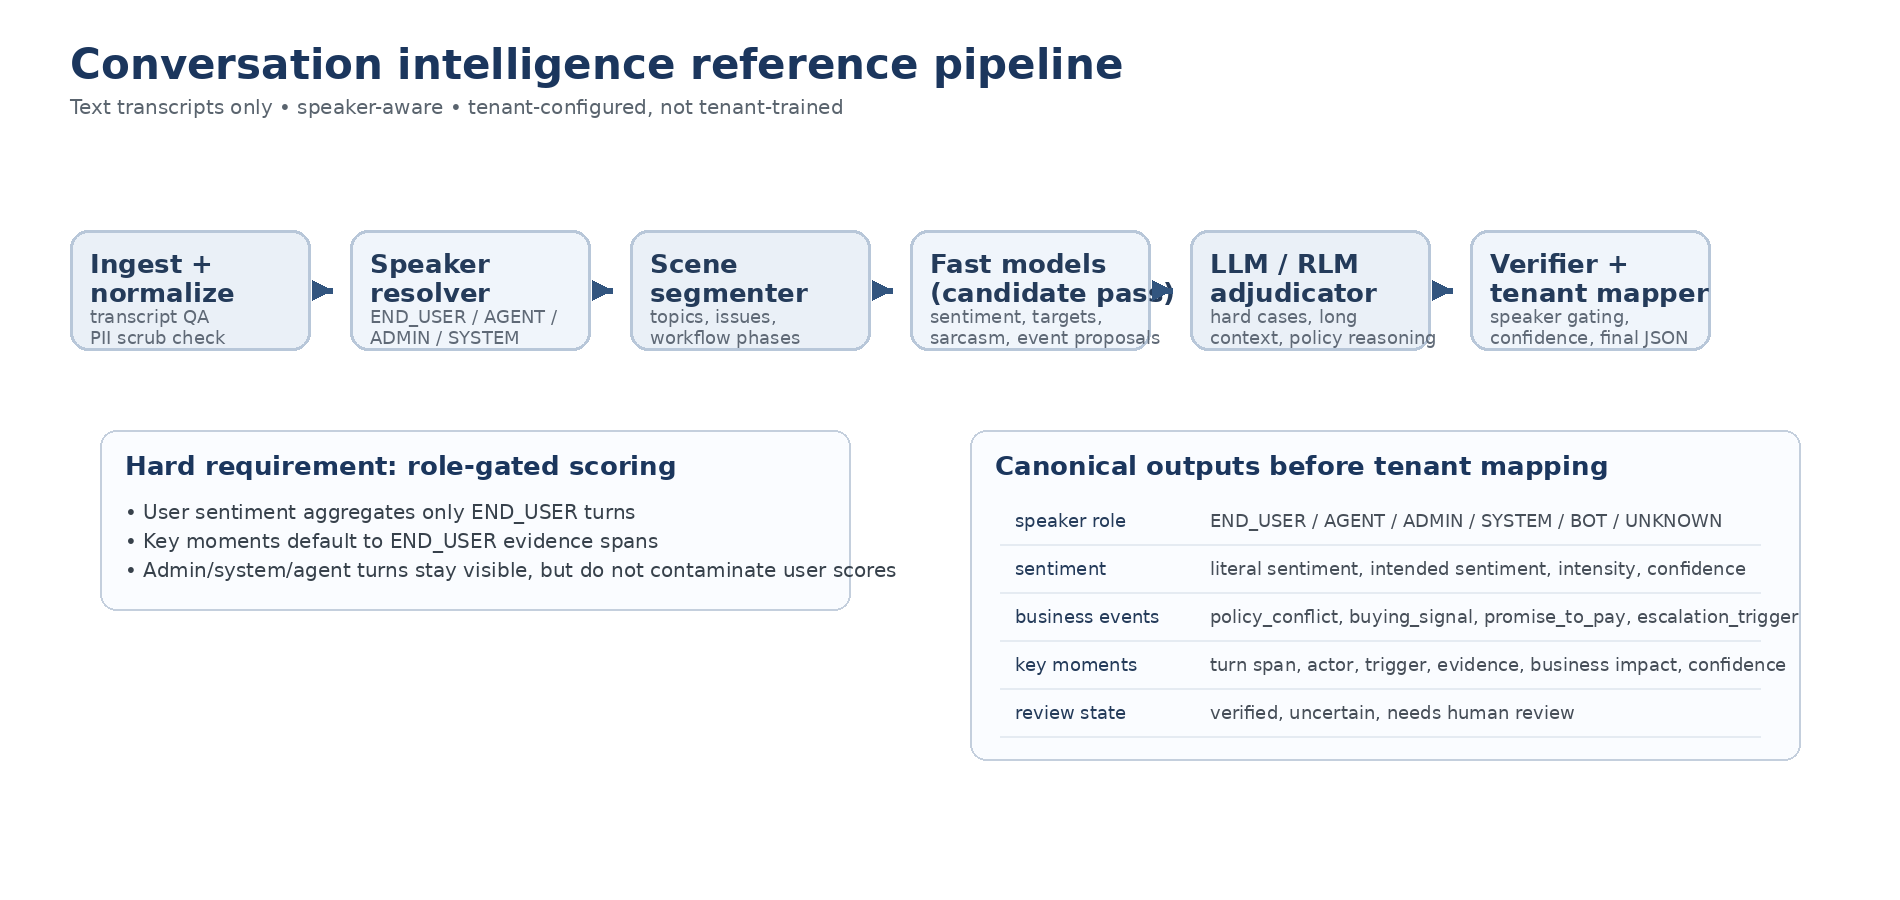 Conversation intelligence reference pipeline
Text transcripts only • speaker-aware • tenant-configured, not tenant-trained
Ingest +
normalize
transcript QA
PII scrub check
Speaker
resolver
END_USER / AGENT /
ADMIN / SYSTEM
Scene
segmenter
topics, issues,
workflow phases
Fast models
(candidate pass)
sentiment, targets,
sarcasm, event proposals
LLM / RLM
adjudicator
hard cases, long
context, policy reasoning
Verifier +
tenant mapper
speaker gating,
confidence, final JSON
Hard requirement: role-gated scoring
• User sentiment aggregates only END_USER turns
• Key moments default to END_USER evidence spans
• Admin/system/agent turns stay visible, but do not contaminate user scores
Canonical outputs before tenant mapping
speaker role END_USER / AGENT / ADMIN / SYSTEM / BOT / UNKNOWN
sentiment literal sentiment, intended sentiment, intensity, confidence
business events policy_conflict, buying_signal, promise_to_pay, escalation_trigger
key moments turn span, actor, trigger, evidence, business impact, confidence
review state verified, uncertain, needs human review